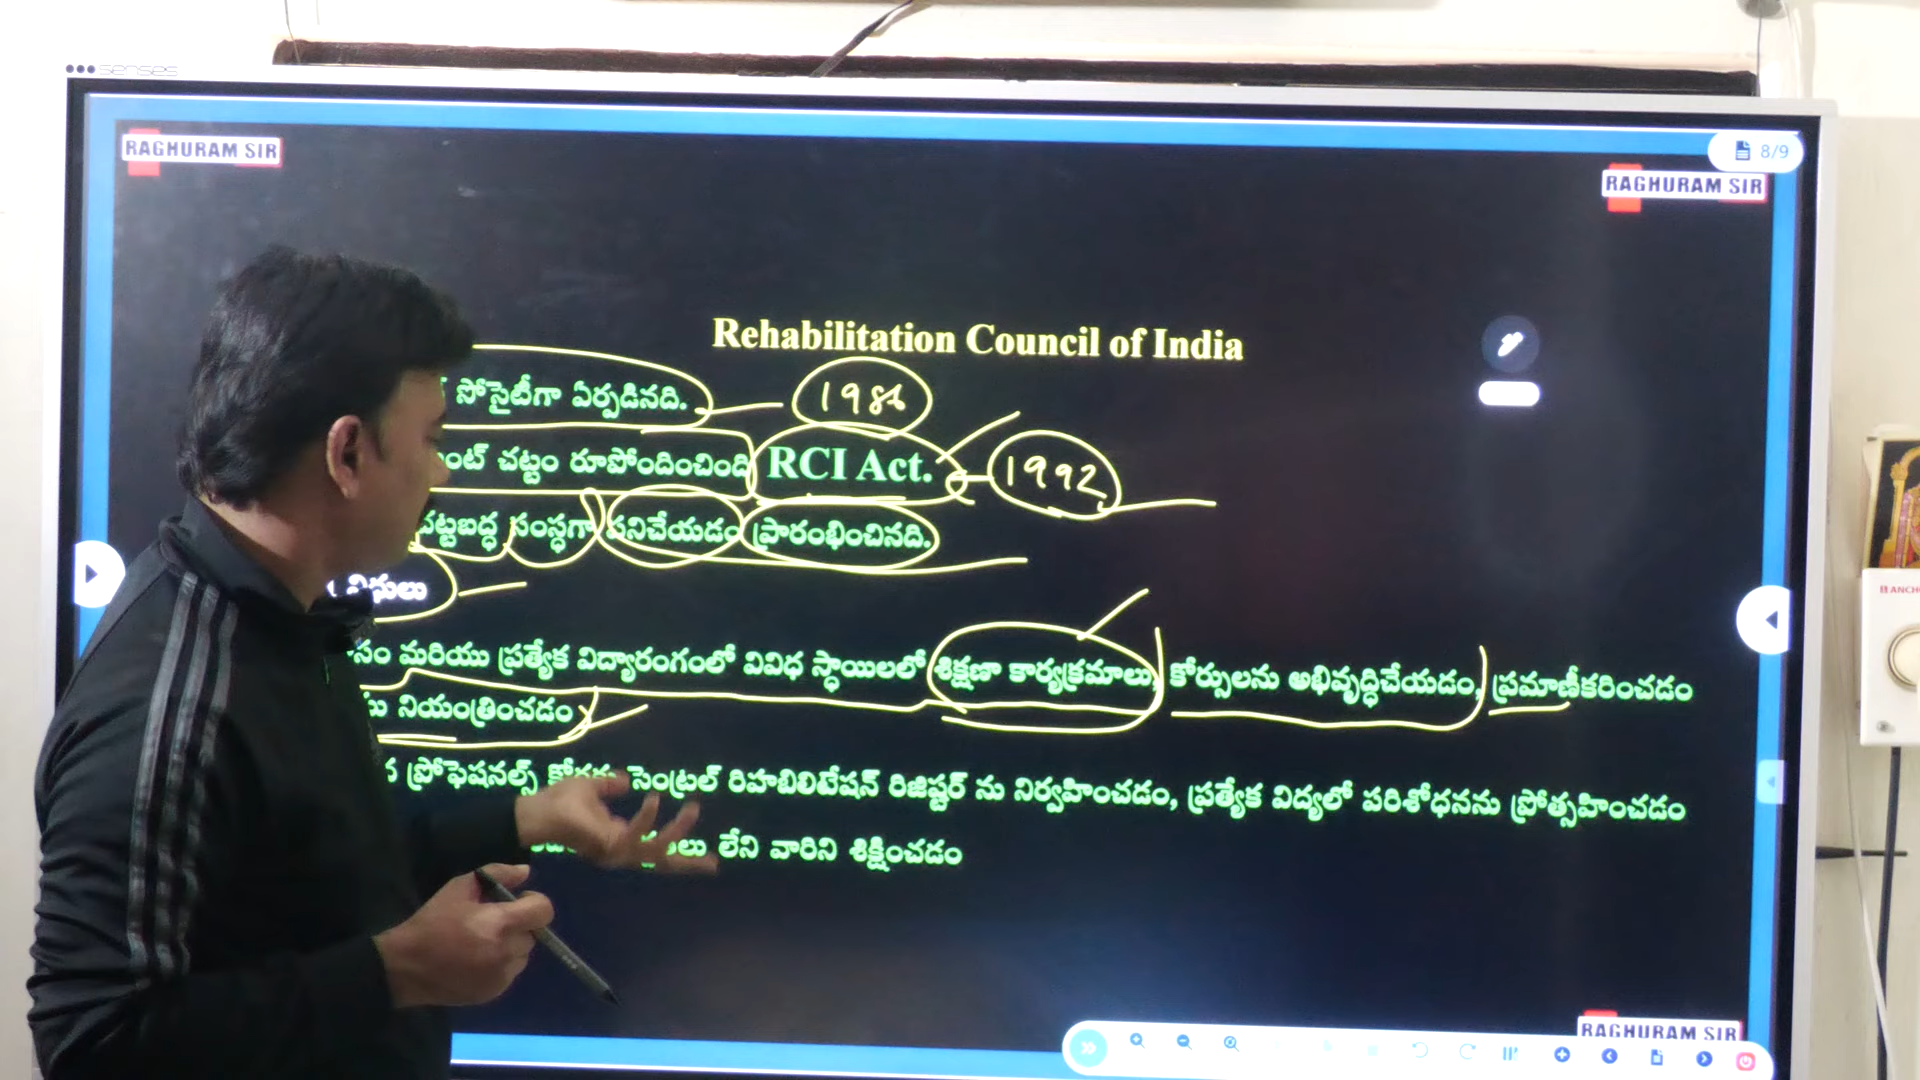 senses
RAGHURAM SIR
8/9
RAGHURAM SIR
Rehabilitation Council of India
సోసైటీగా ఏర్పడినది. 1986
చట్టం రూపోందించింది RCI Act. 1992
చట్టబద్ధ సంస్థగా పనిచేయడం ప్రారంభించినది.
విధులు
మరియు ప్రత్యేక విద్యారంగంలో వివిధ స్థాయిలలో శిక్షణా కార్యక్రమాలు, కోర్సులను అభివృద్ధిచేయడం, ప్రమాణీకరించడం
నియంత్రించడం
ప్రోఫెషనల్స్ సెంట్రల్ రిహబిలిటేషన్ రిజిష్టర్ ను నిర్వహించడం, ప్రత్యేక విద్యలో పరిశోధనను ప్రోత్సహించడం
లేని వారిని శిక్షించడం
RAGHURAM SIR